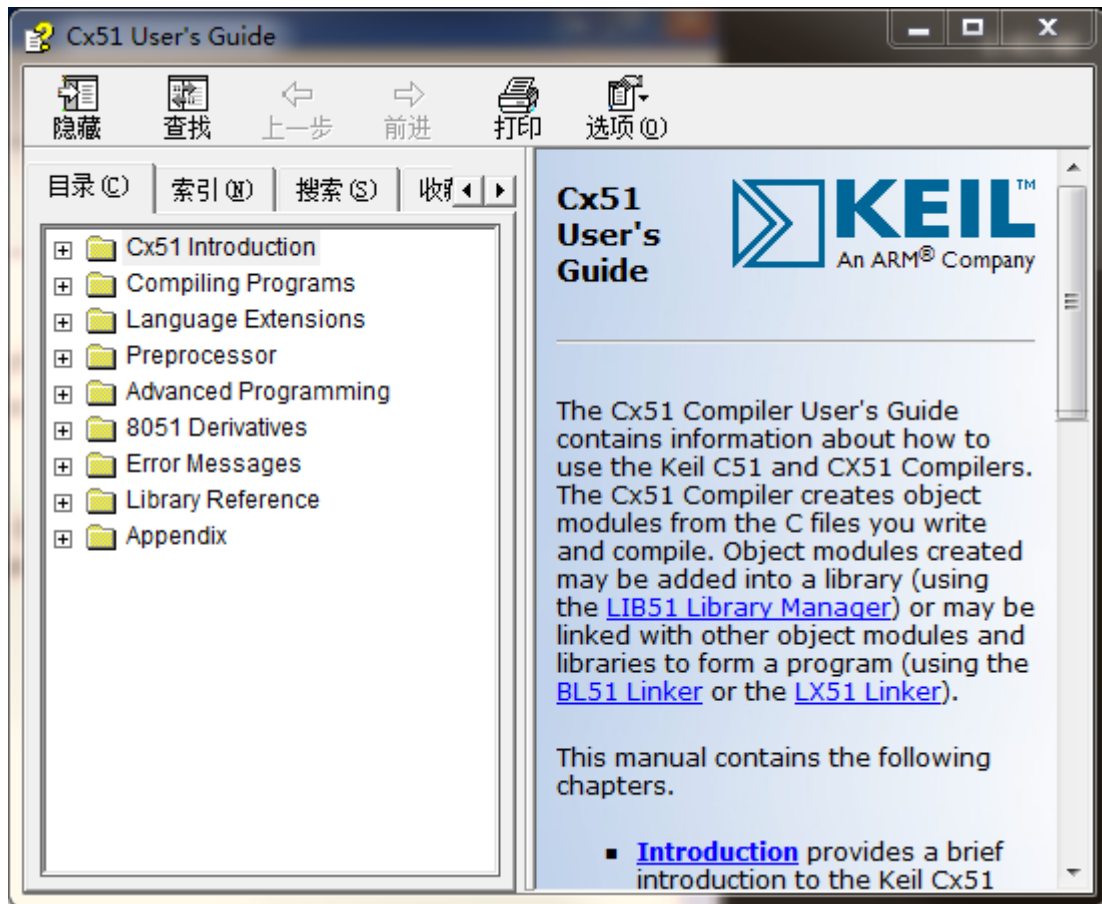 Cx51 User's Guide
隐藏 查找 上一步 前进 打印 选项(O)
目录(C) 索引(N) 搜索(S)
Cx51 Introduction
Compiling Programs
Language Extensions
Preprocessor
Advanced Programming
8051 Derivatives
Error Messages
Library Reference
Appendix
Cx51
User's
Guide
KEIL™
An ARM® Company
The Cx51 Compiler User's Guide
contains information about how to
use the Keil C51 and CX51 Compilers.
The Cx51 Compiler creates object
modules from the C files you write
and compile. Object modules created
may be added into a library (using
the LIB51 Library Manager) or may be
linked with other object modules and
libraries to form a program (using the
BL51 Linker or the LX51 Linker).
This manual contains the following
chapters.
▪ Introduction provides a brief
introduction to the Keil Cx51